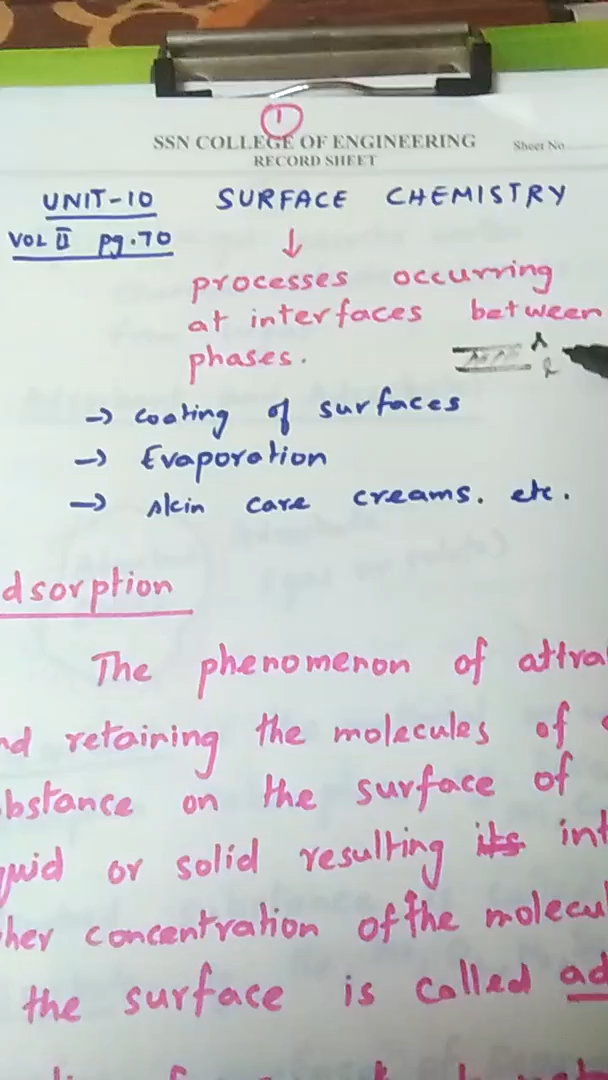 1
SSN COLLEGE OF ENGINEERING
RECORD SHEET
Sheet No
UNIT-10 SURFACE CHEMISTRY
VOL II pg.70
↓
processes occurring
at interfaces between
phases.
→ coating of surfaces
→ Evaporation
→ skin care creams. etc.
dsorption
The phenomenon of attra
nd retaining the molecules of
bstance on the surface of
quid or solid resulting its int
her concentration of the molecul
the surface is called ad